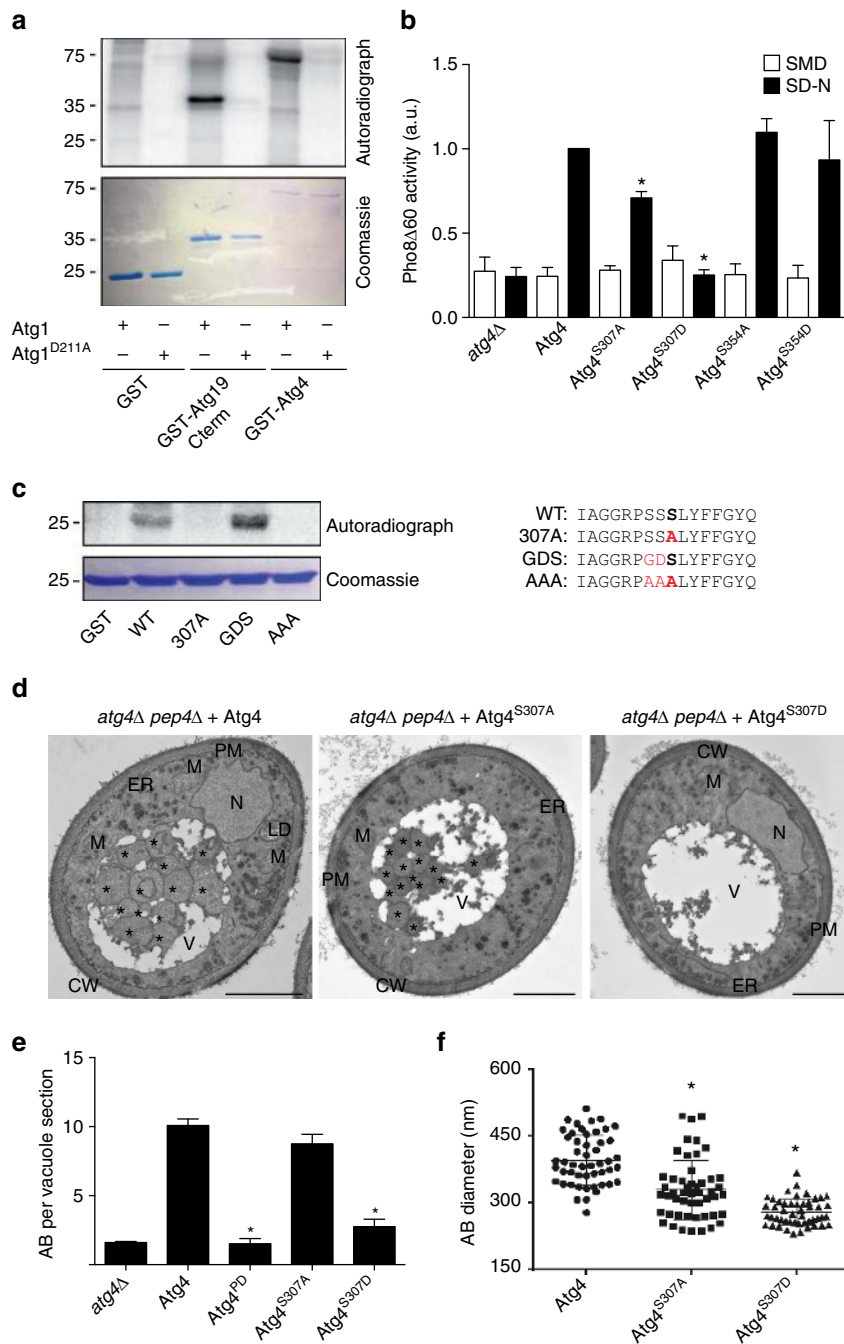 a
75
35
25
Autoradiograph
75
35
25
Coomassie
Atg1 + – + – + –
Atg1D211A – + – + – +
GST
GST-Atg19 Cterm
GST-Atg4
b
SMD
SD-N
Pho8Δ60 activity (a.u.)
1.5
1.0
0.5
0.0
* *
atg4Δ Atg4 Atg4S307A Atg4S307D Atg4S354A Atg4S354D
c
25 Autoradiograph
25 Coomassie
GST WT 307A GDS AAA
WT: IAGGRPSSSLYFFGYQ
307A: IAGGRPSSALYFFGYQ
GDS: IAGGRPGDSLYFFGYQ
AAA: IAGGRPAAALYFFGYQ
d
atg4Δ pep4Δ + Atg4
PM
M
ER
N
LD
M
M
* * * * * * * * * * * * *
V
CW
atg4Δ pep4Δ + Atg4S307A
ER
M
PM
* * * * * * * * * * * * * *
V
CW
atg4Δ pep4Δ + Atg4S307D
CW
M
N
V
PM
ER
e
AB per vacuole section
15
10
5
* *
atg4Δ Atg4 Atg4PD Atg4S307A Atg4S307D
f
AB diameter (nm)
600
450
300
150
* *
Atg4 Atg4S307A Atg4S307D